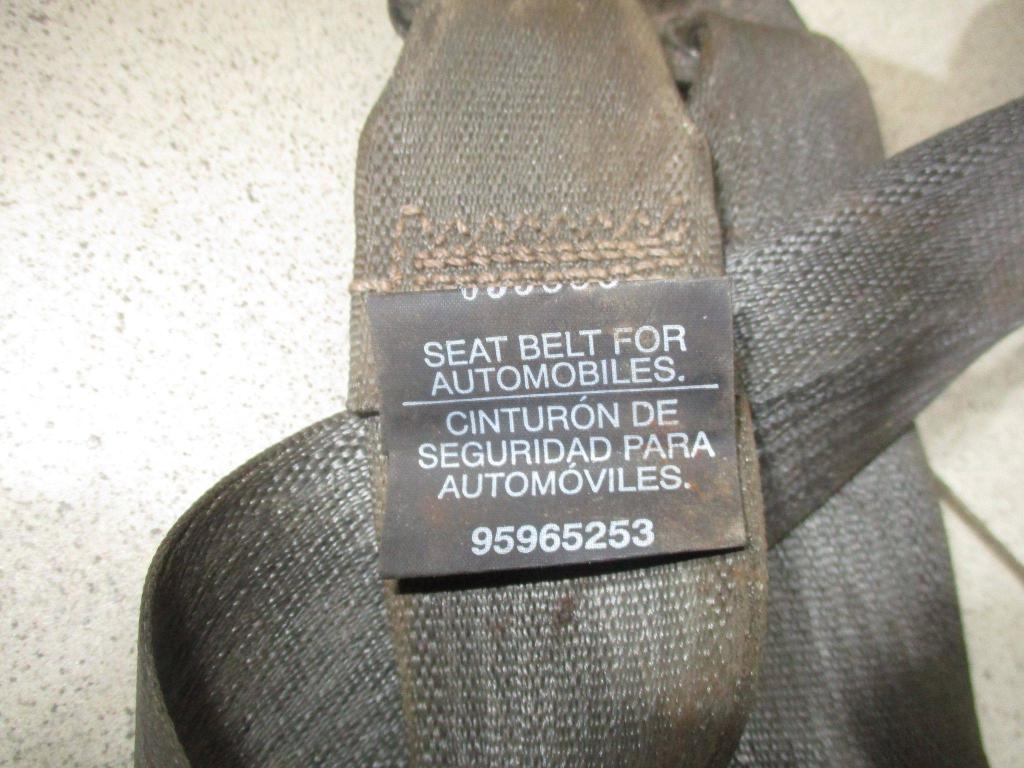 SEAT BELT FOR
AUTOMOBILES.
CINTURÓN DE
SEGURIDAD PARA
AUTOMÓVILES.
95965253